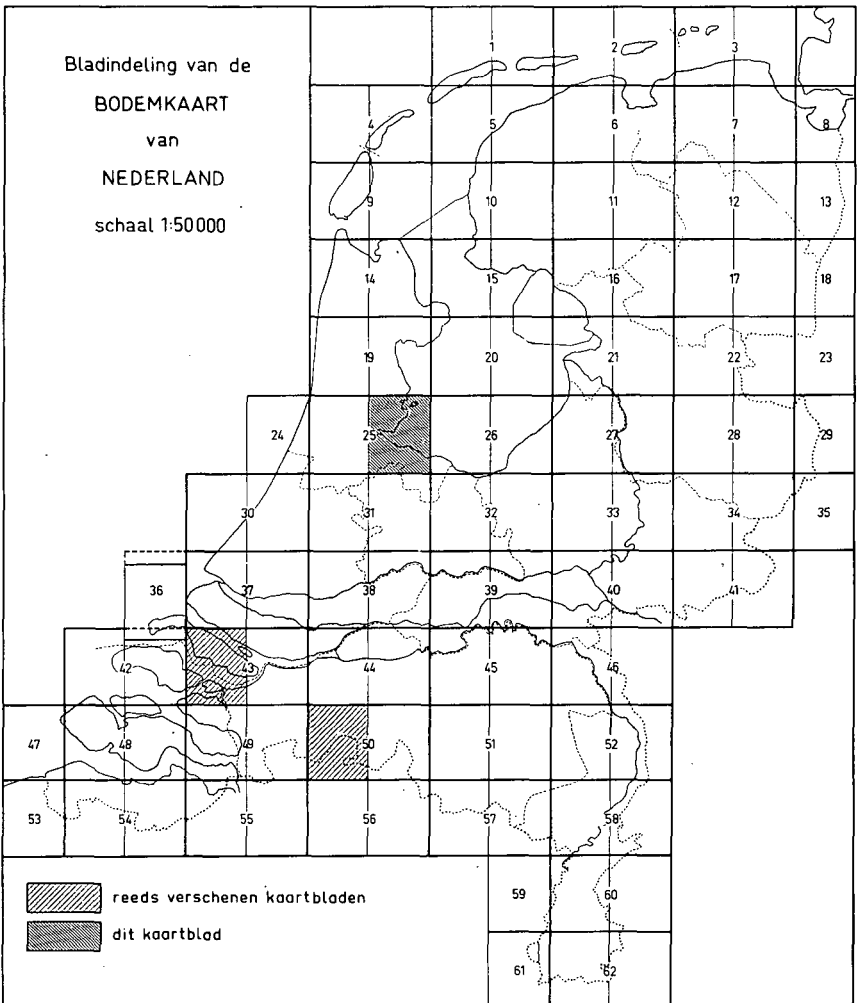 Bladindeling van de
BODEMKAART
van
NEDERLAND
schaal 1:50000
1 2 3
4 5 6 7 8
9 10 11 12 13
14 15 16 17 18
19 20 21 22 23
24 25 26 27 28 29
30 31 32 33 34 35
36 37 38 39 40 41
42 43 44 45 46
47 48 49 50 51 52
53 54 55 56 57 58
59 60
61 62
reeds verschenen kaartbladen
dit kaartblad